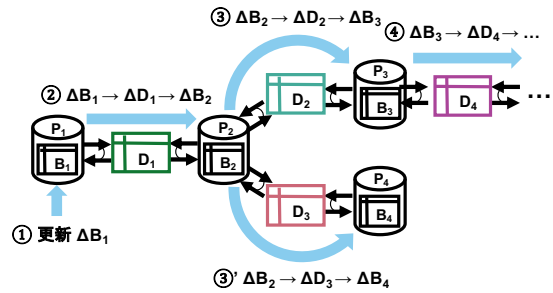 ③ ΔB₂→ΔD₂→ΔB₃
④ ΔB₃→ΔD₄→…
② ΔB₁→ΔD₁→ΔB₂
P₁
B₁
D₁
P₂
B₂
D₂
P₃
B₃
D₄
…
D₃
P₄
B₄
① 更新 ΔB₁
③' ΔB₂→ΔD₃→ΔB₄